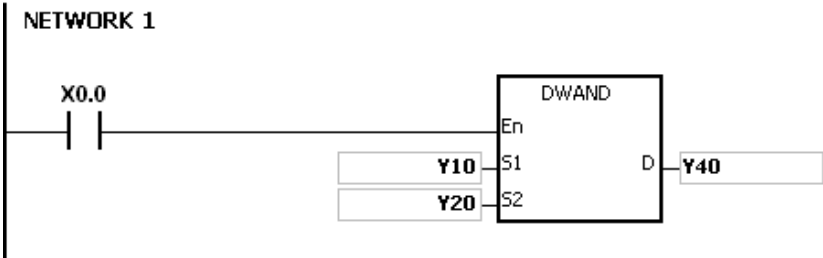 NETWORK 1
X0.0
DWAND
En
Y10 S1 D Y40
Y20 S2